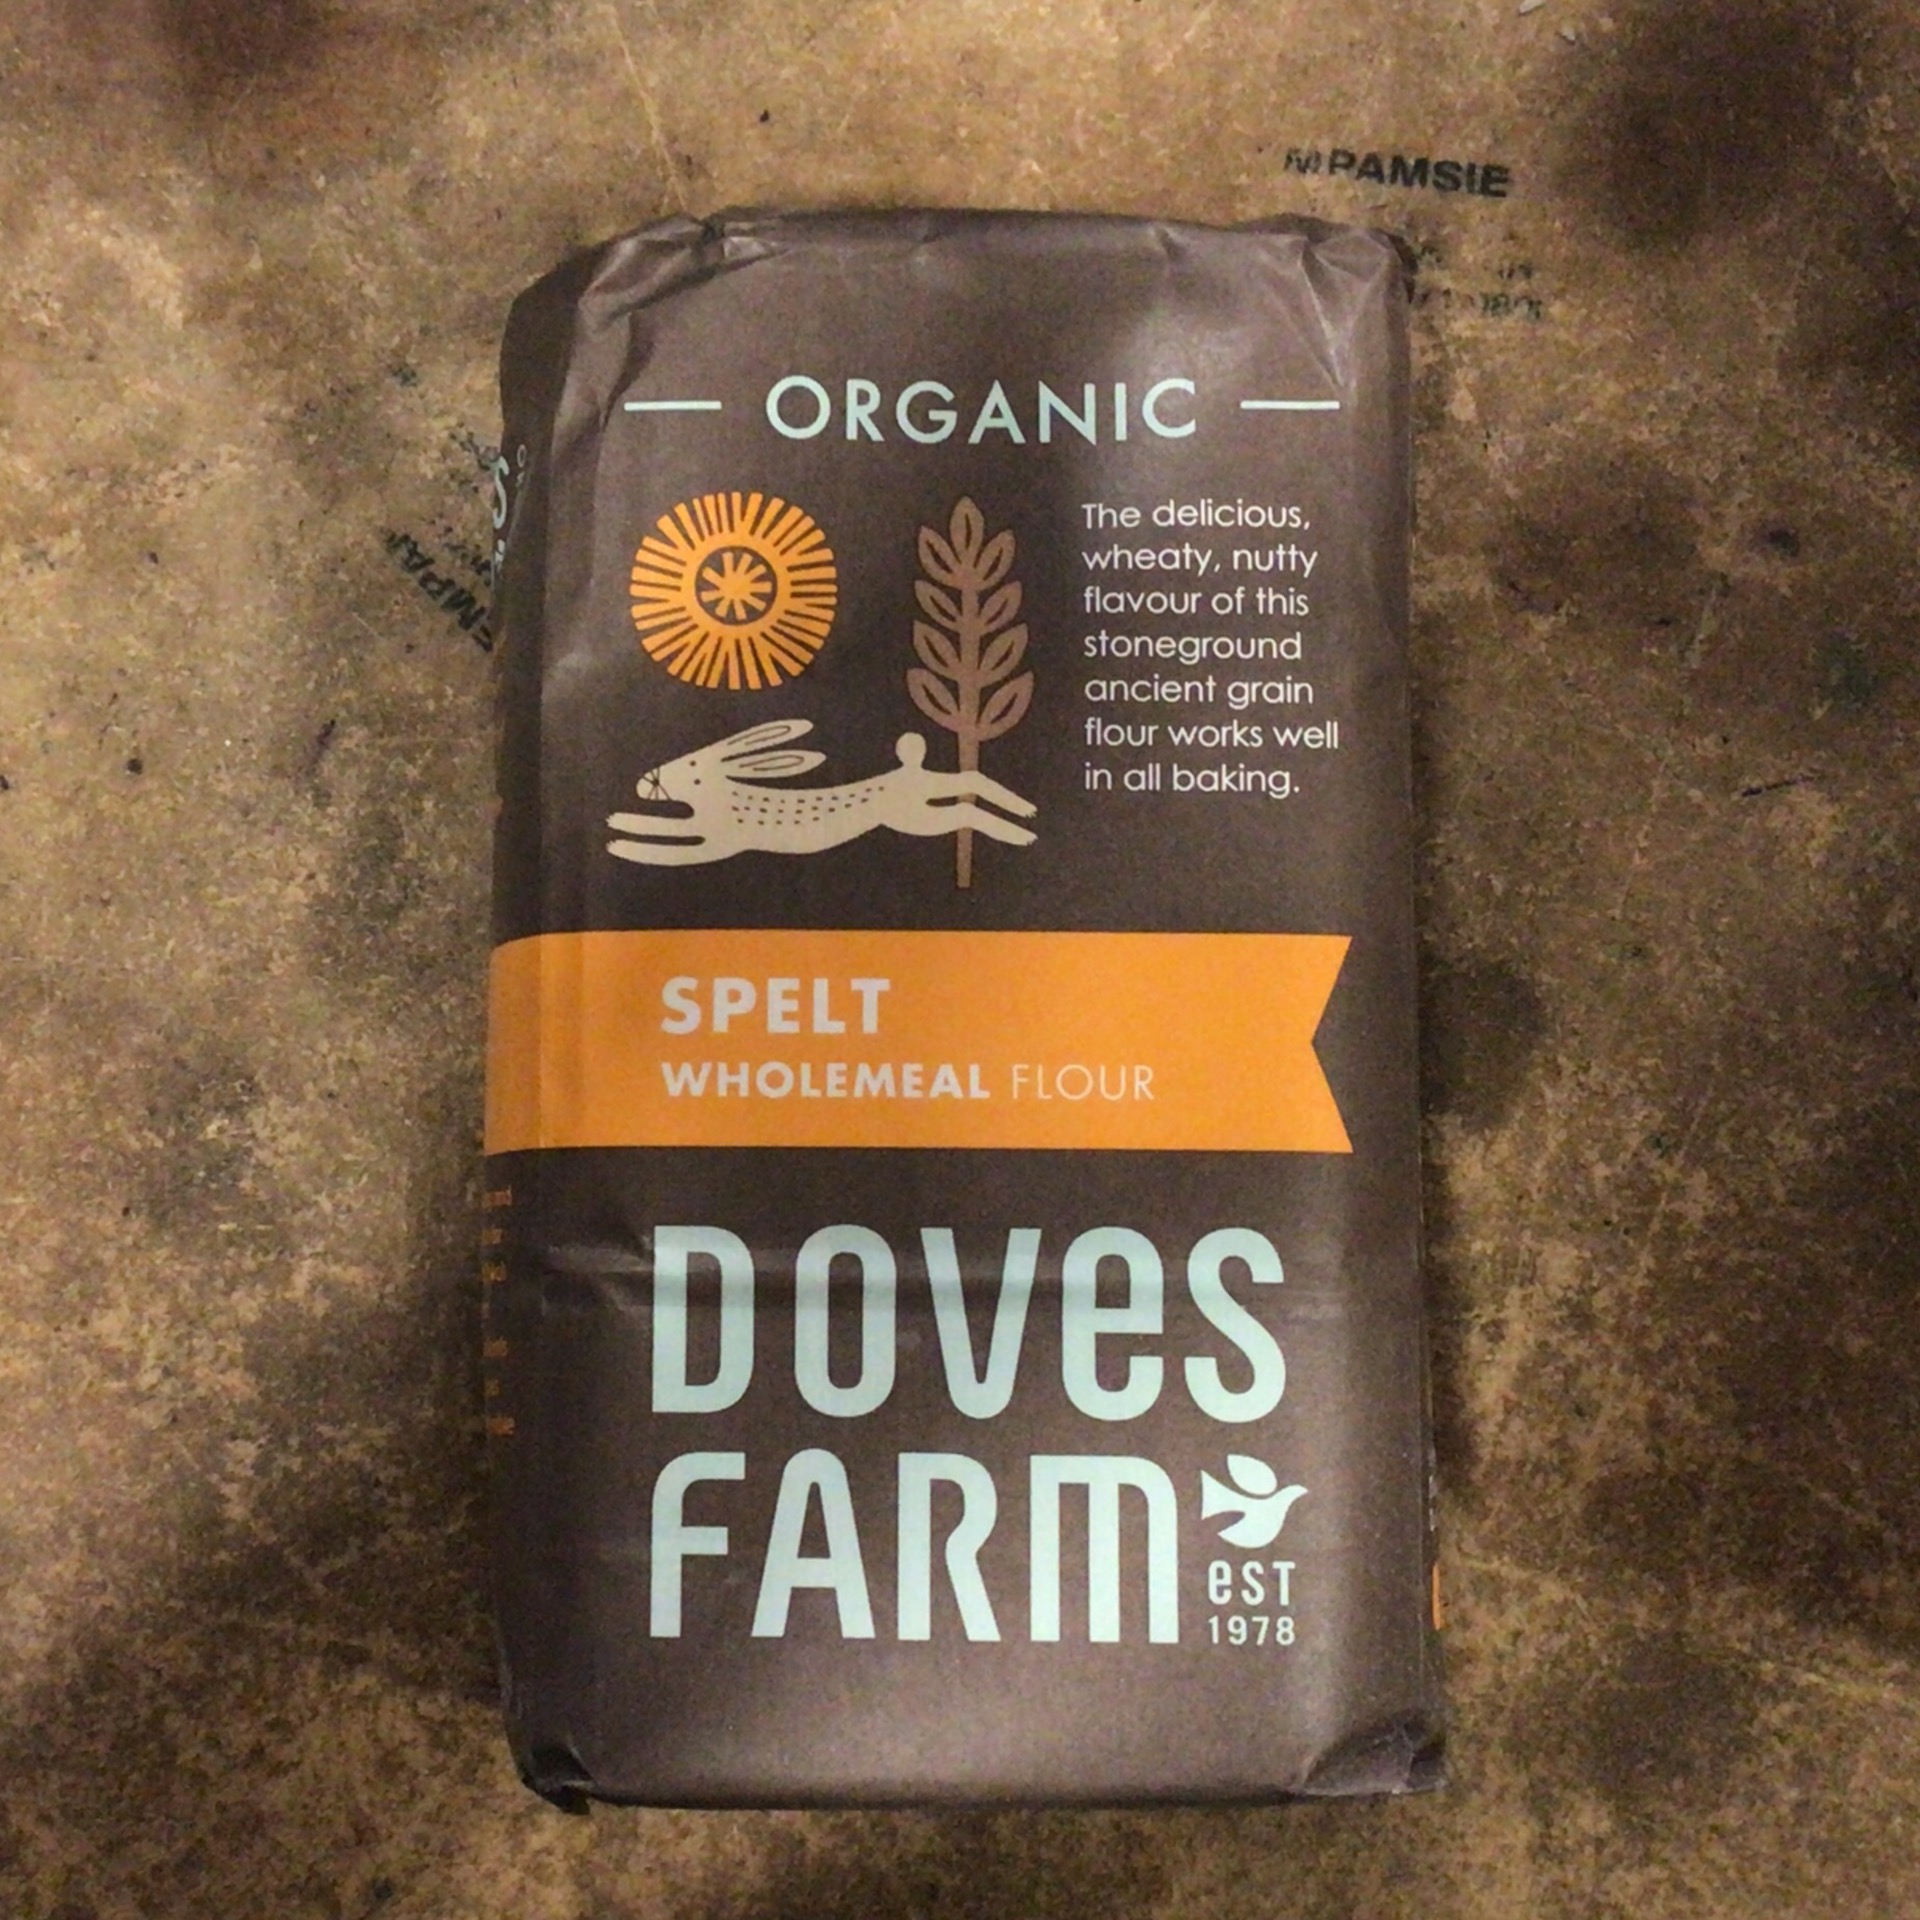 MPAMSIE
ORGANIC
The delicious,
wheaty, nutty
flavour of this
stoneground
ancient grain
flour works well
in all baking.
SPELT
WHOLEMEAL FLOUR
DOVES
FARM
EST
1978